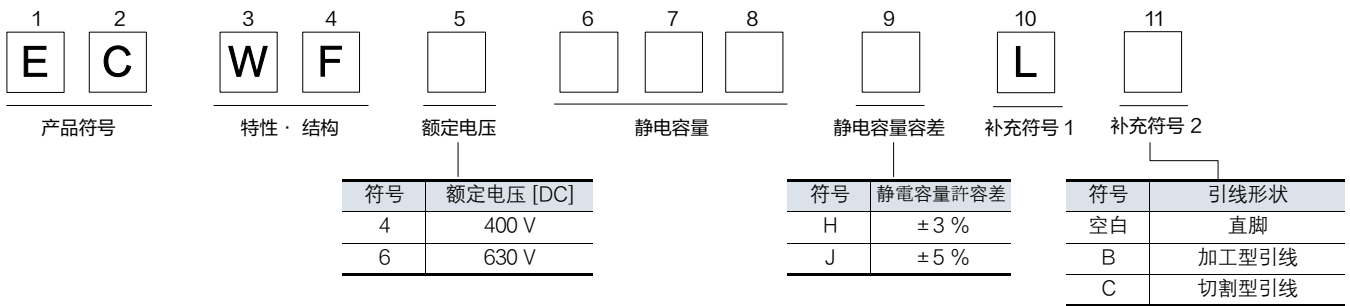 1 2 3 4 5 6 7 8 9 10 11
E C W F L
产品符号 特性· 结构 额定电压 静电容量 静电容量容差 补充符号 1 补充符号 2
符号 额定电压 [DC]
4 400 V
6 630 V
符号 静電容量許容差
H ±3 %
J ±5 %
符号 引线形状
空白 直脚
B 加工型引线
C 切割型引线